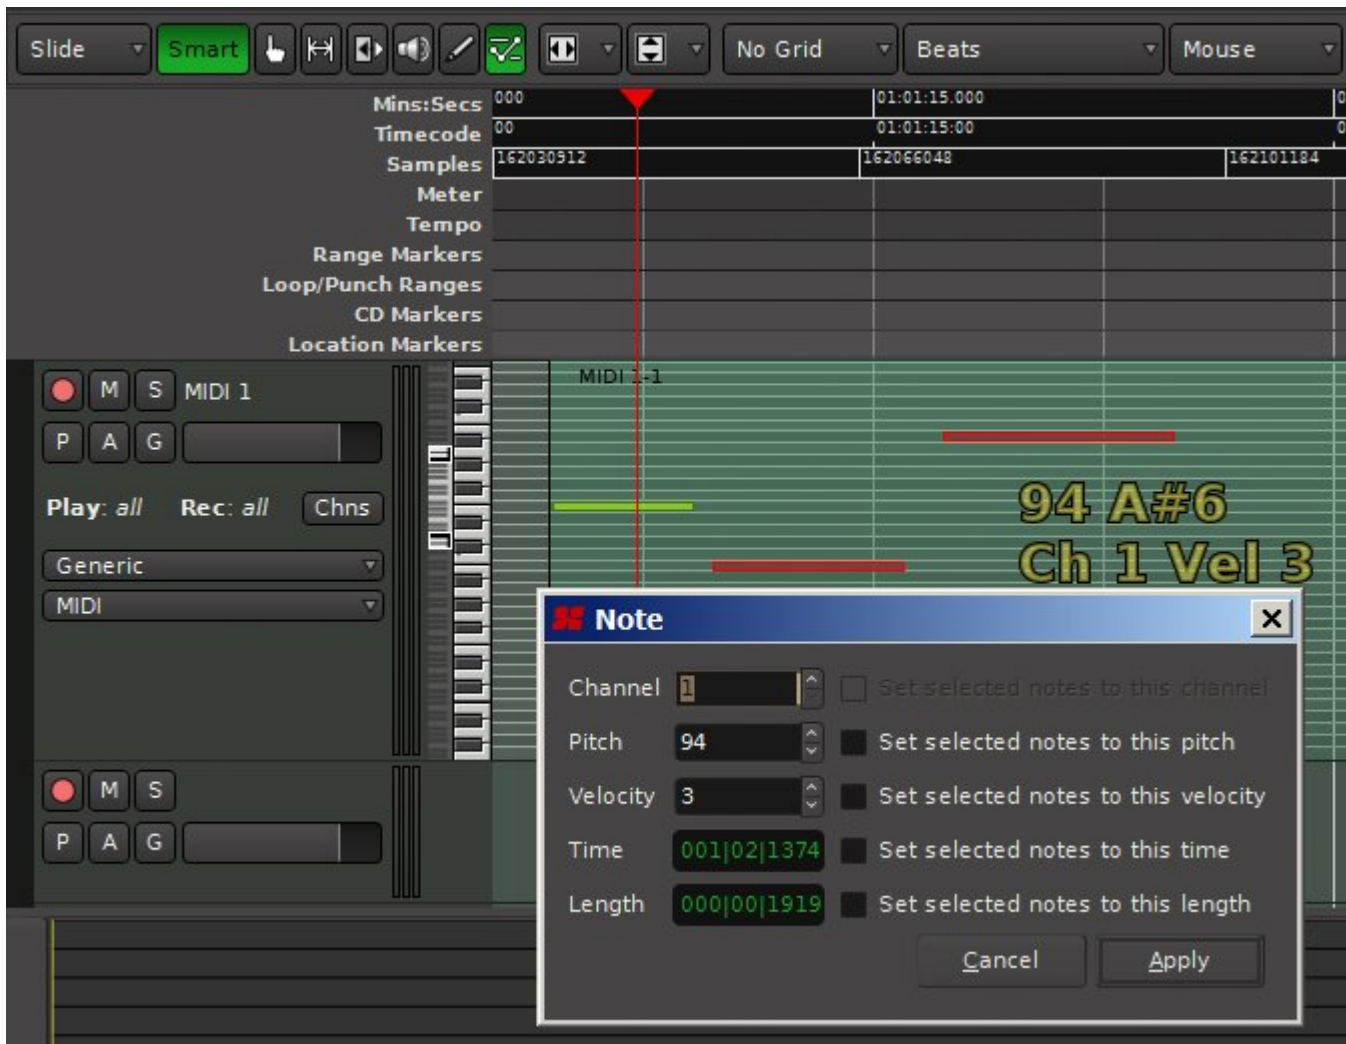 Slide Smart No Grid Beats Mouse
Mins:Secs 000 01:01:15.000 0
Timecode 00 01:01:15:00 0
Samples 162030912 162066048 162101184
Meter
Tempo
Range Markers
Loop/Punch Ranges
CD Markers
Location Markers
M S MIDI 1
MIDI 1-1
P A G
Play: all Rec: all Chns
94 A#6
Ch 1 Vel 3
Generic
MIDI
Note
Channel 1 Set selected notes to this channel
Pitch 94 Set selected notes to this pitch
Velocity 3 Set selected notes to this velocity
Time 001|02|1374 Set selected notes to this time
Length 000|00|1919 Set selected notes to this length
Cancel Apply
M S
P A G